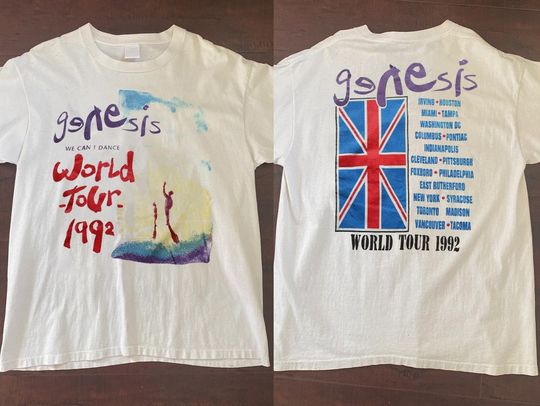 genesis
WE CAN'T DANCE
World
-Tour-
1992
genesis
IRVING • HOUSTON
MIAMI • TAMPA
WASHINGTON DC
COLUMBUS • PONTIAC
INDIANAPOLIS
CLEVELAND • PITTSBURGH
FOXBORO • PHILADELPHIA
EAST RUTHERFORD
NEW YORK • SYRACUSE
TORONTO MADISON
VANCOUVER • TACOMA
WORLD TOUR 1992